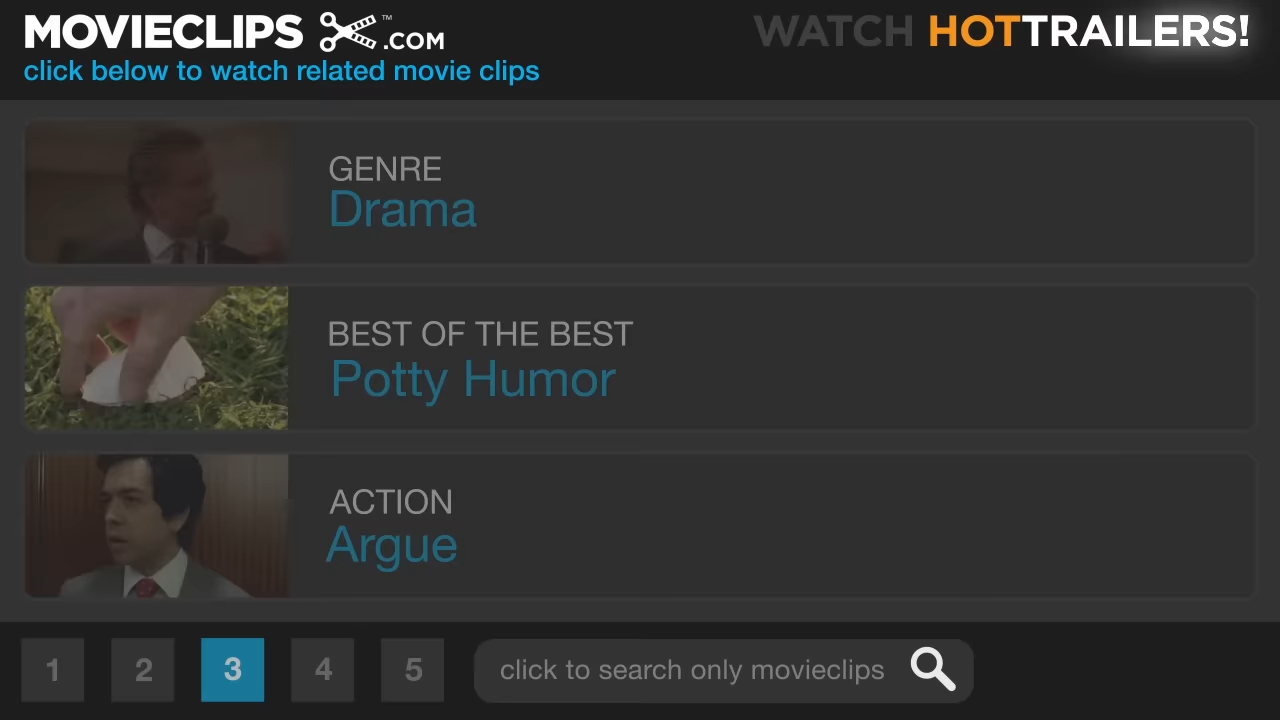 MOVIECLIPS ™ .COM
WATCH HOTTRAILERS!
click below to watch related movie clips
GENRE
Drama
BEST OF THE BEST
Potty Humor
ACTION
Argue
1 2 3 4 5 click to search only movieclips